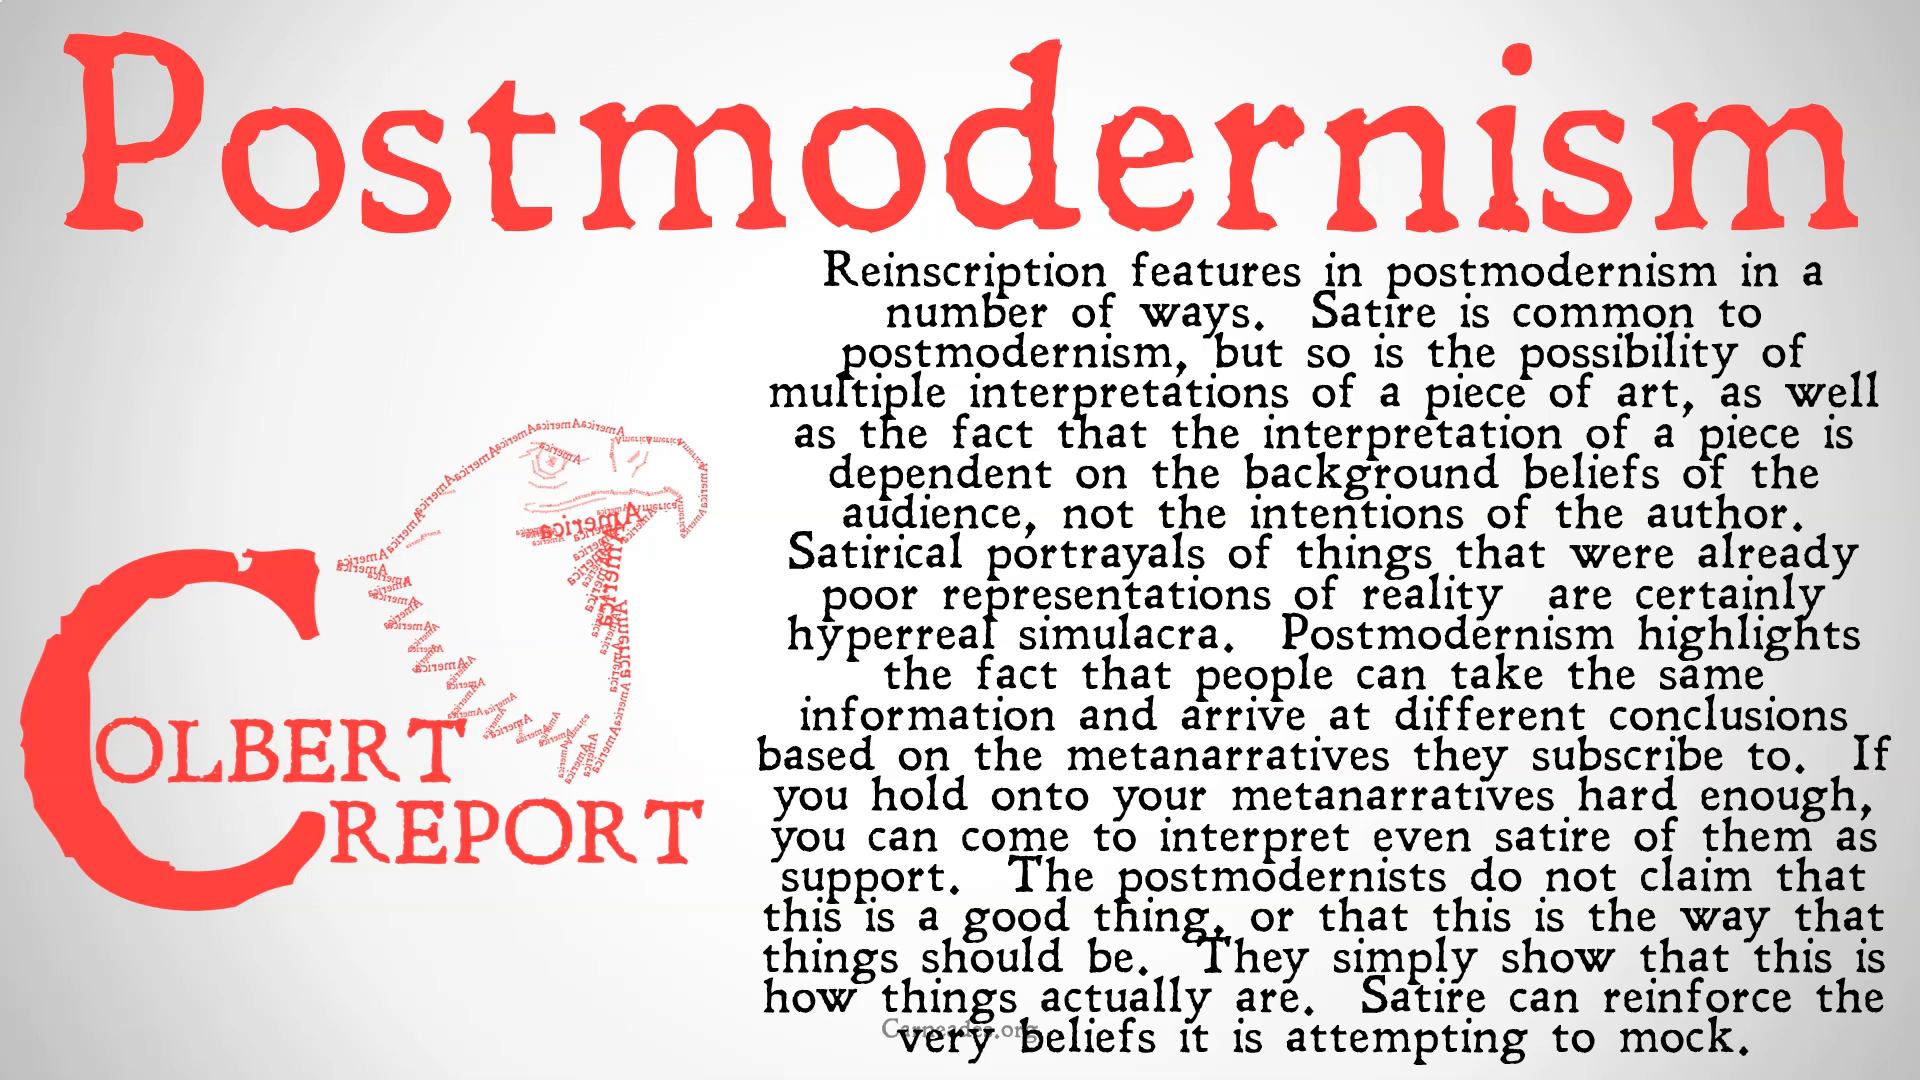 Postmodernism
Reinscription features in postmodernism in a
number of ways. Satire is common to
postmodernism, but so is the possibility of
multiple interpretations of a piece of art, as well
as the fact that the interpretation of a piece is
dependent on the background beliefs of the
audience, not the intentions of the author.
Satirical portrayals of things that were already
poor representations of reality are certainly
hyperreal simulacra. Postmodernism highlights
the fact that people can take the same
information and arrive at different conclusions
based on the metanarratives they subscribe to. If
you hold onto your metanarratives hard enough,
you can come to interpret even satire of them as
support. The postmodernists do not claim that
this is a good thing, or that this is the way that
things should be. They simply show that this is
how things actually are. Satire can reinforce the
very beliefs it is attempting to mock.
COLBERT
REPORT
America
America
America
Carneades.org